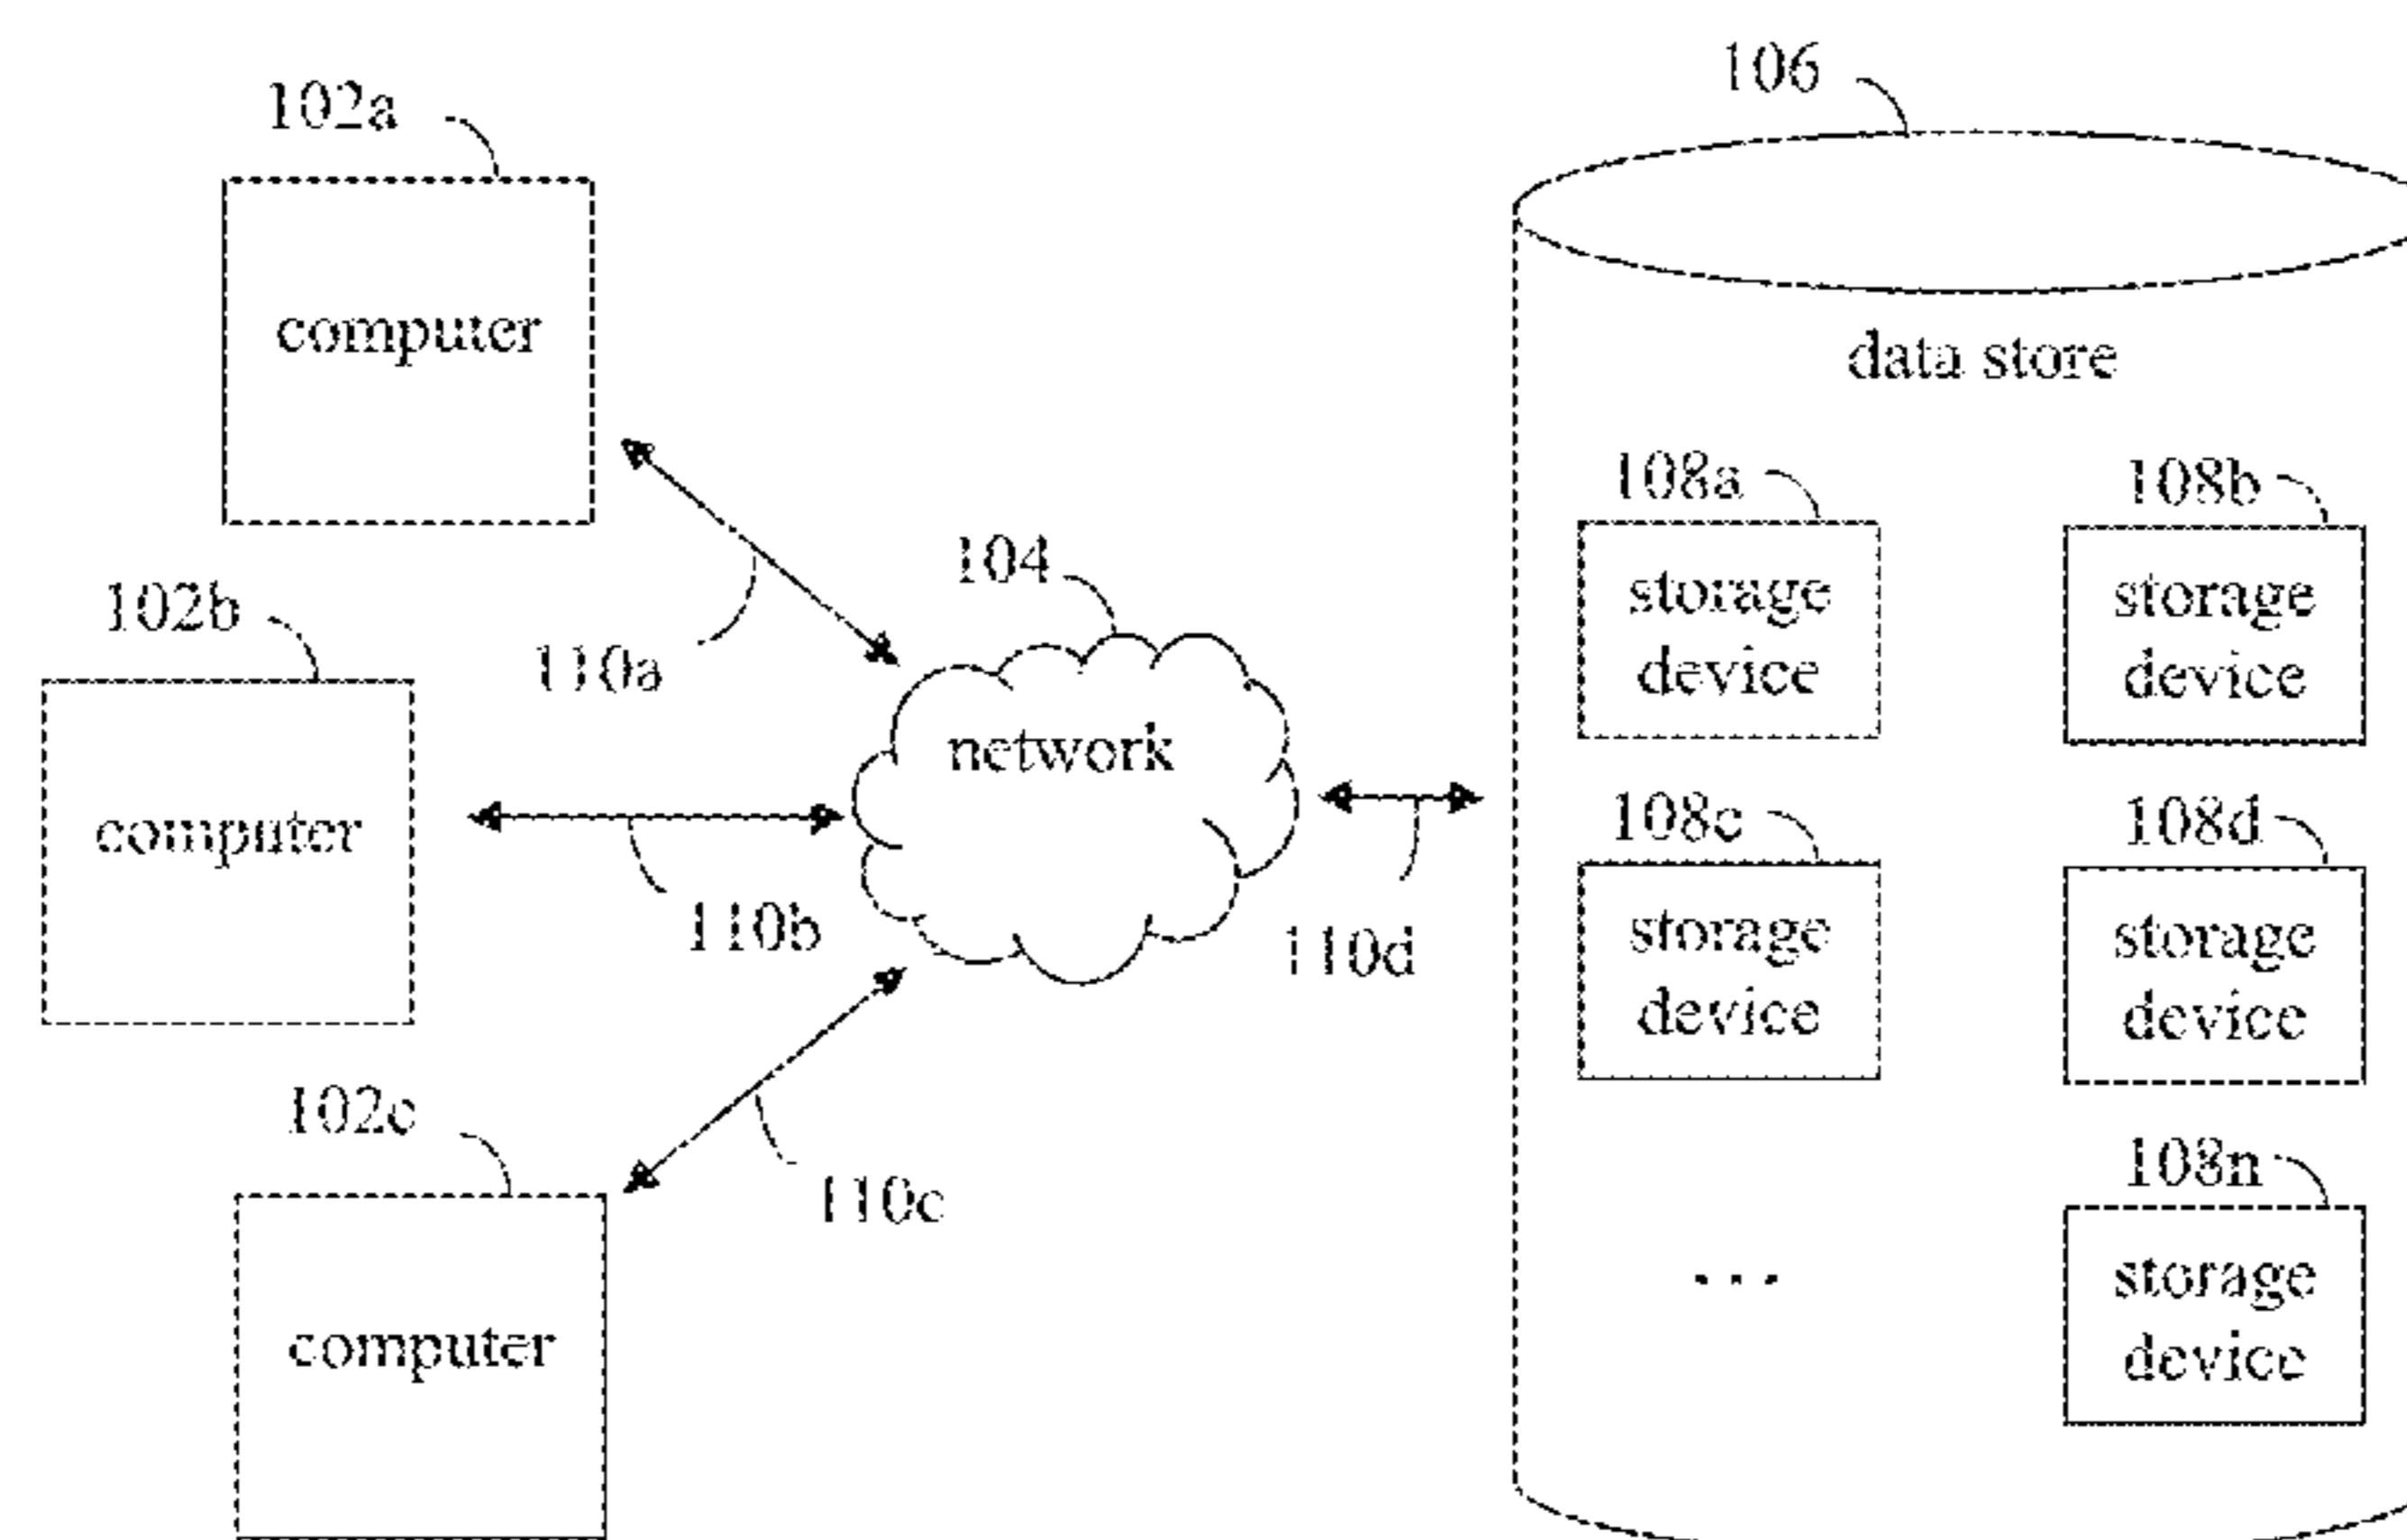 106
102a
computer
data store
108a
108b
storage
device
storage
device
104
102b
110a
network
computer
108c
108d
110b
110d
storage
device
storage
device
102c
110c
108n
computer
...
storage
device